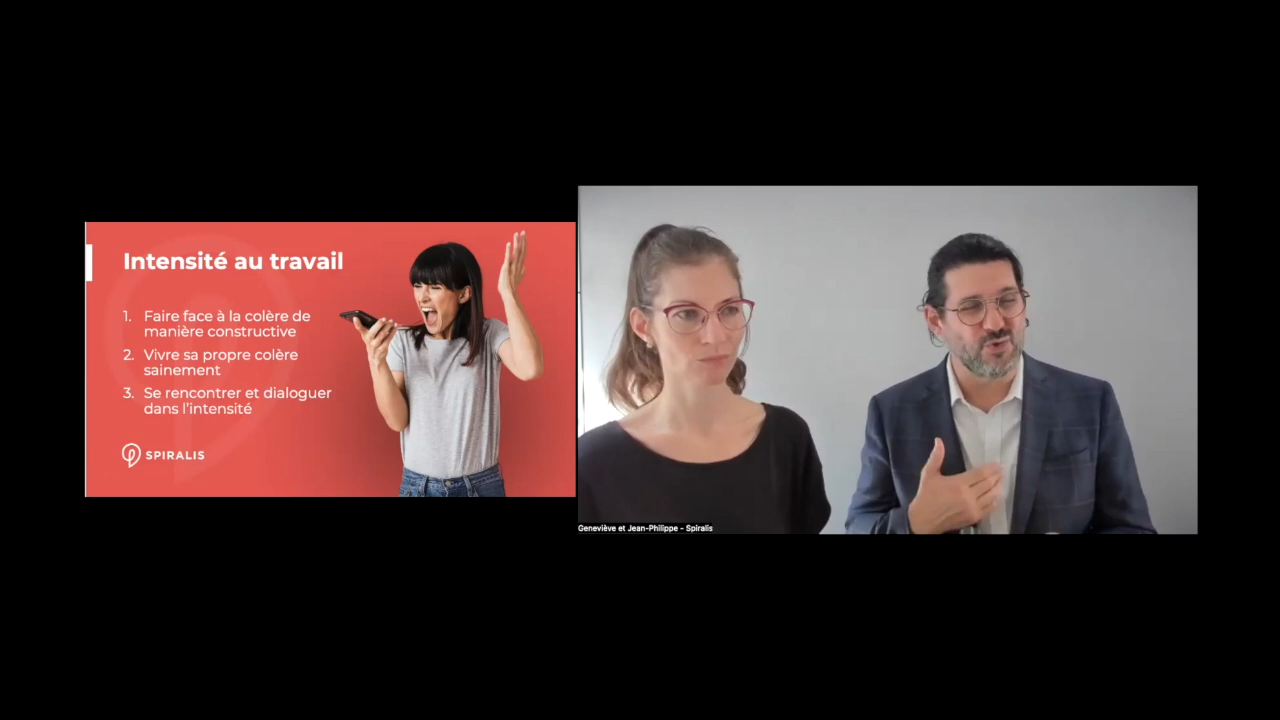 Intensité au travail
1. Faire face à la colère de
manière constructive
2. Vivre sa propre colère
sainement
3. Se rencontrer et dialoguer
dans l'intensité
SPIRALIS
Geneviève et Jean-Philippe - Spiralis